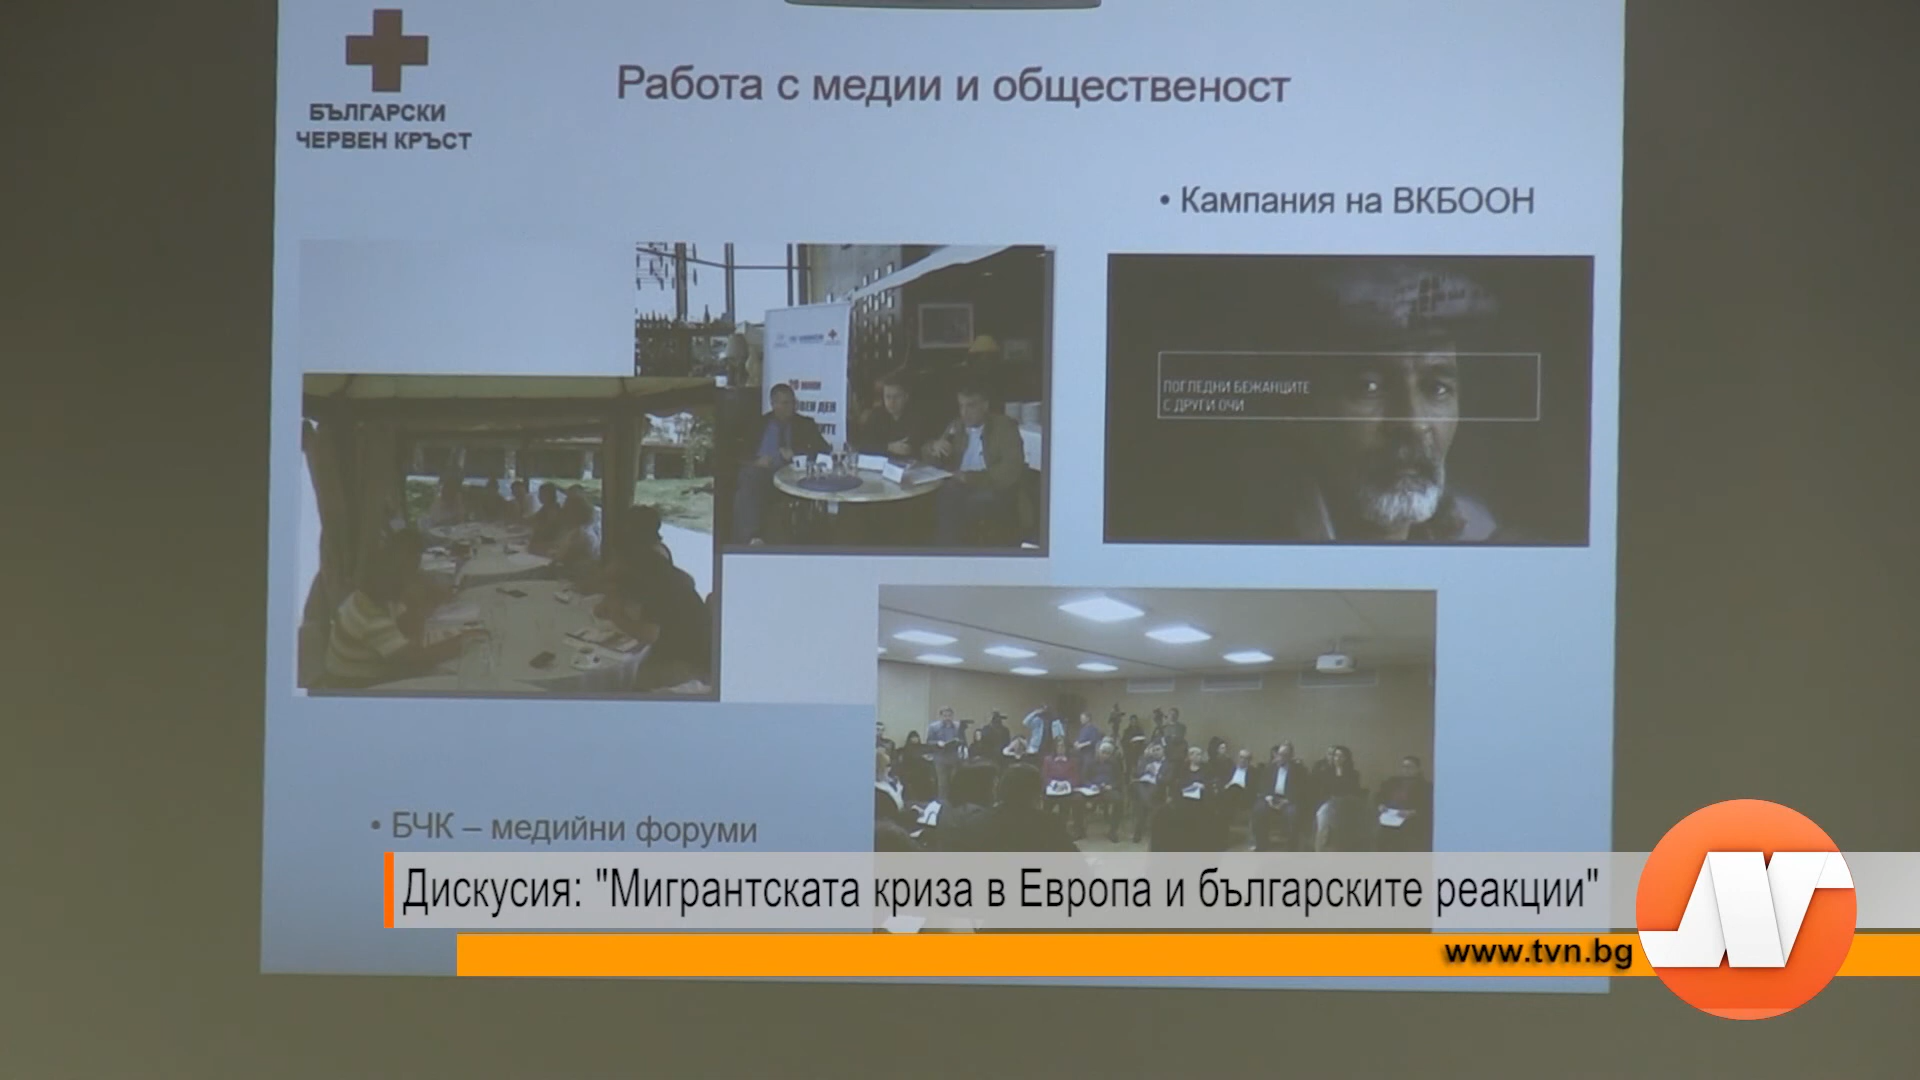 БЪЛГАРСКИ
ЧЕРВЕН КРЪСТ
Работа с медии и общественост
• Кампания на ВКБООН
ПОГЛЕДНИ БЕЖАНЦИТЕ
С ДРУГИ ОЧИ
• БЧК – медийни форуми
Дискусия: "Мигрантската криза в Европа и българските реакции"
www.tvn.bg